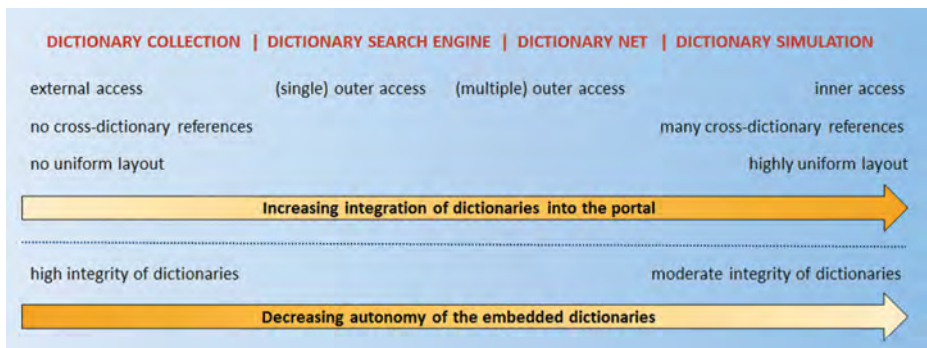 DICTIONARY COLLECTION | DICTIONARY SEARCH ENGINE | DICTIONARY NET | DICTIONARY SIMULATION
external access (single) outer access (multiple) outer access inner access
no cross-dictionary references many cross-dictionary references
no uniform layout highly uniform layout
Increasing integration of dictionaries into the portal
high integrity of dictionaries moderate integrity of dictionaries
Decreasing autonomy of the embedded dictionaries